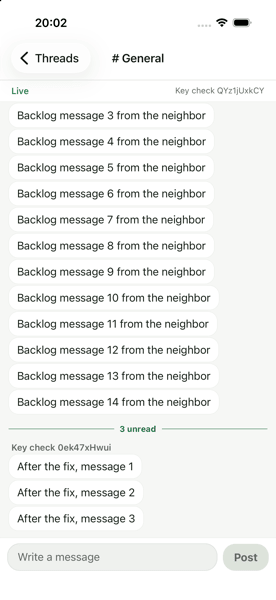 20:02
Threads
# General
Live
Key check QYz1jUxkCY
Backlog message 3 from the neighbor
Backlog message 4 from the neighbor
Backlog message 5 from the neighbor
Backlog message 6 from the neighbor
Backlog message 7 from the neighbor
Backlog message 8 from the neighbor
Backlog message 9 from the neighbor
Backlog message 10 from the neighbor
Backlog message 11 from the neighbor
Backlog message 12 from the neighbor
Backlog message 13 from the neighbor
Backlog message 14 from the neighbor
3 unread
Key check 0ek47xHwui
After the fix, message 1
After the fix, message 2
After the fix, message 3
Write a message
Post